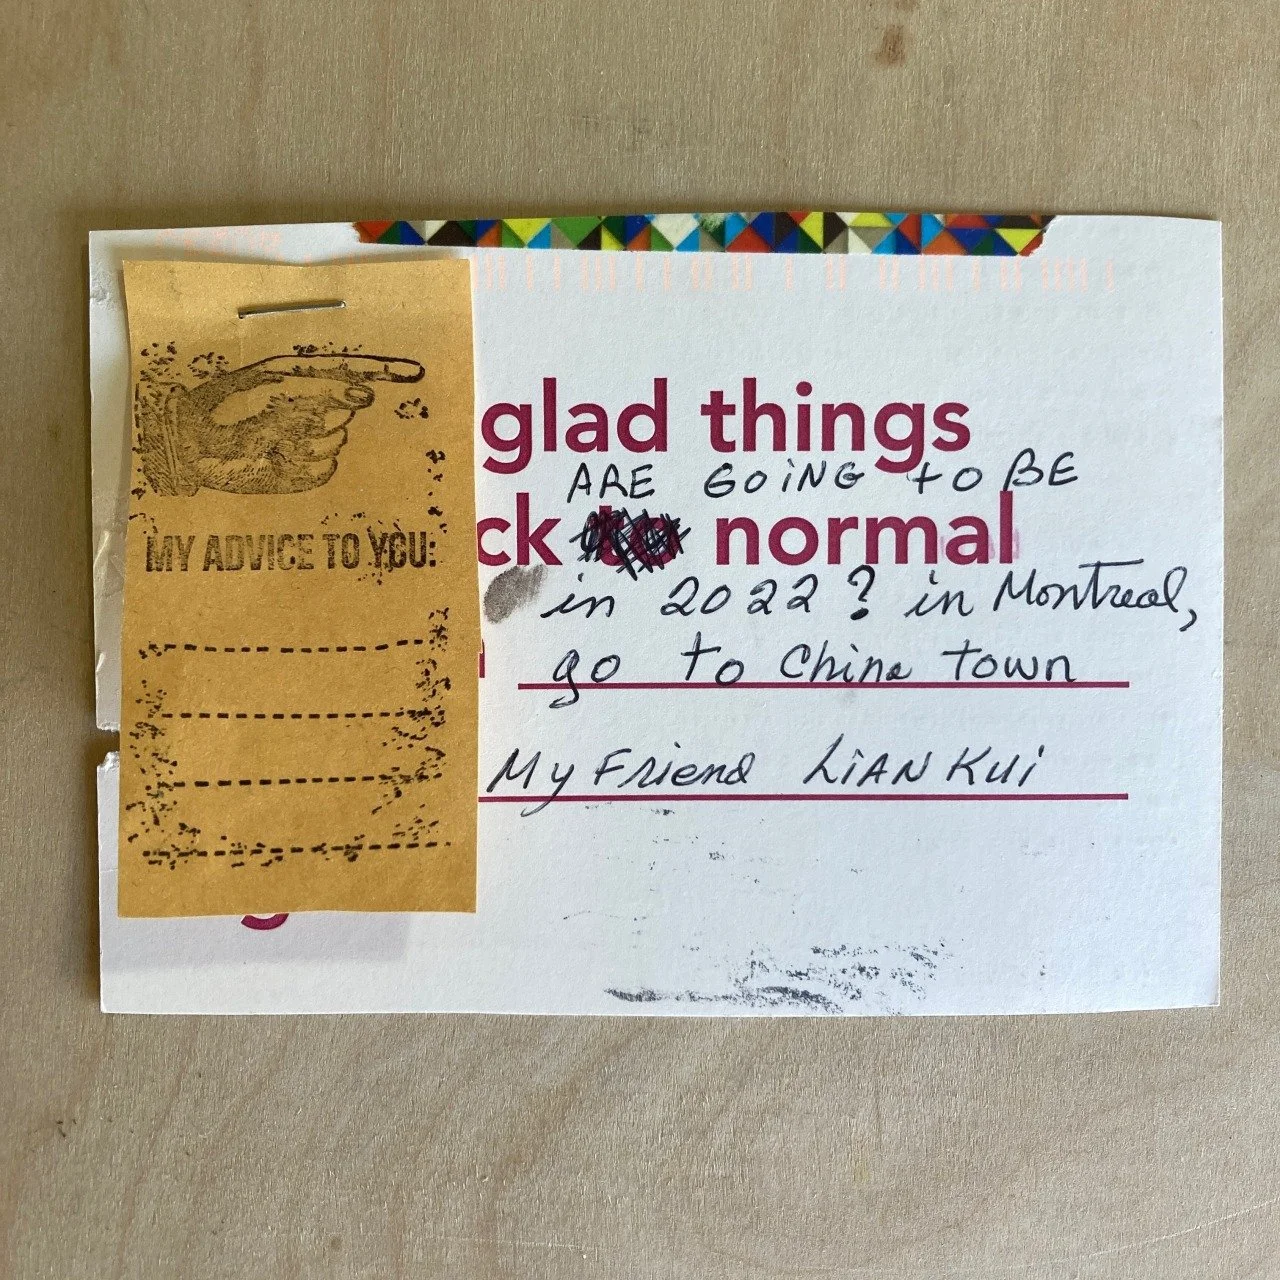 MY ADVICE TO YOU:
glad things
ARE GOING to BE
ck normal
in 2022? in Montreal,
go to China town
My Friend LiAN KUi